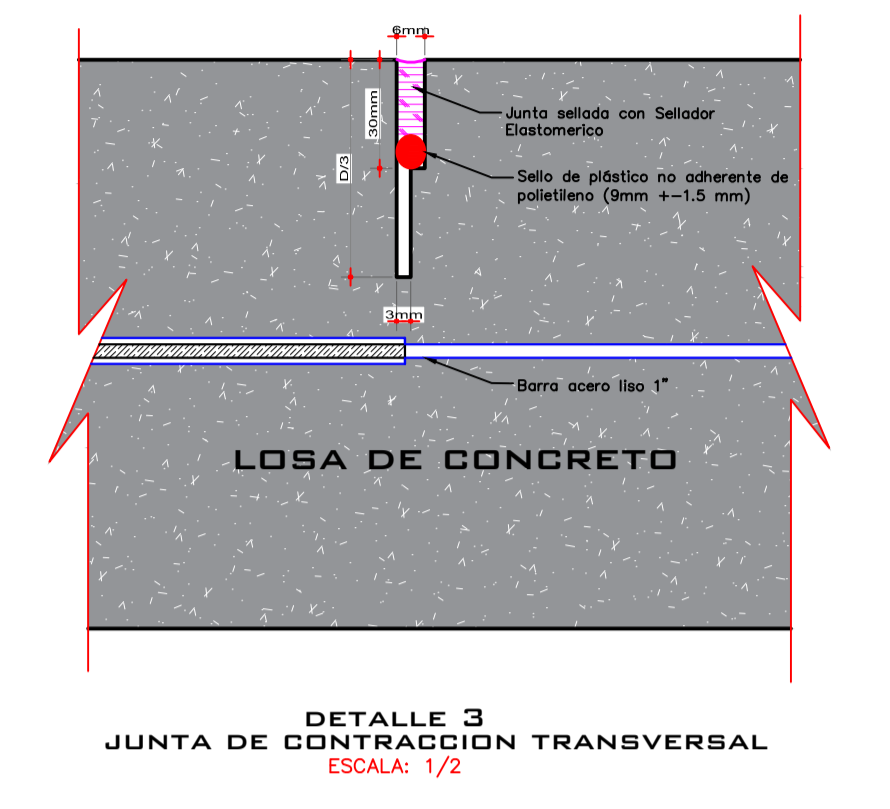 6mm
30mm
D/3
Junta sellada con Sellador
Elastomerico
Sello de plástico no adherente de
polietileno (9mm +-1.5 mm)
3mm
Barra acero liso 1"
LOSA DE CONCRETO
DETALLE 3
JUNTA DE CONTRACCION TRANSVERSAL
ESCALA: 1/2